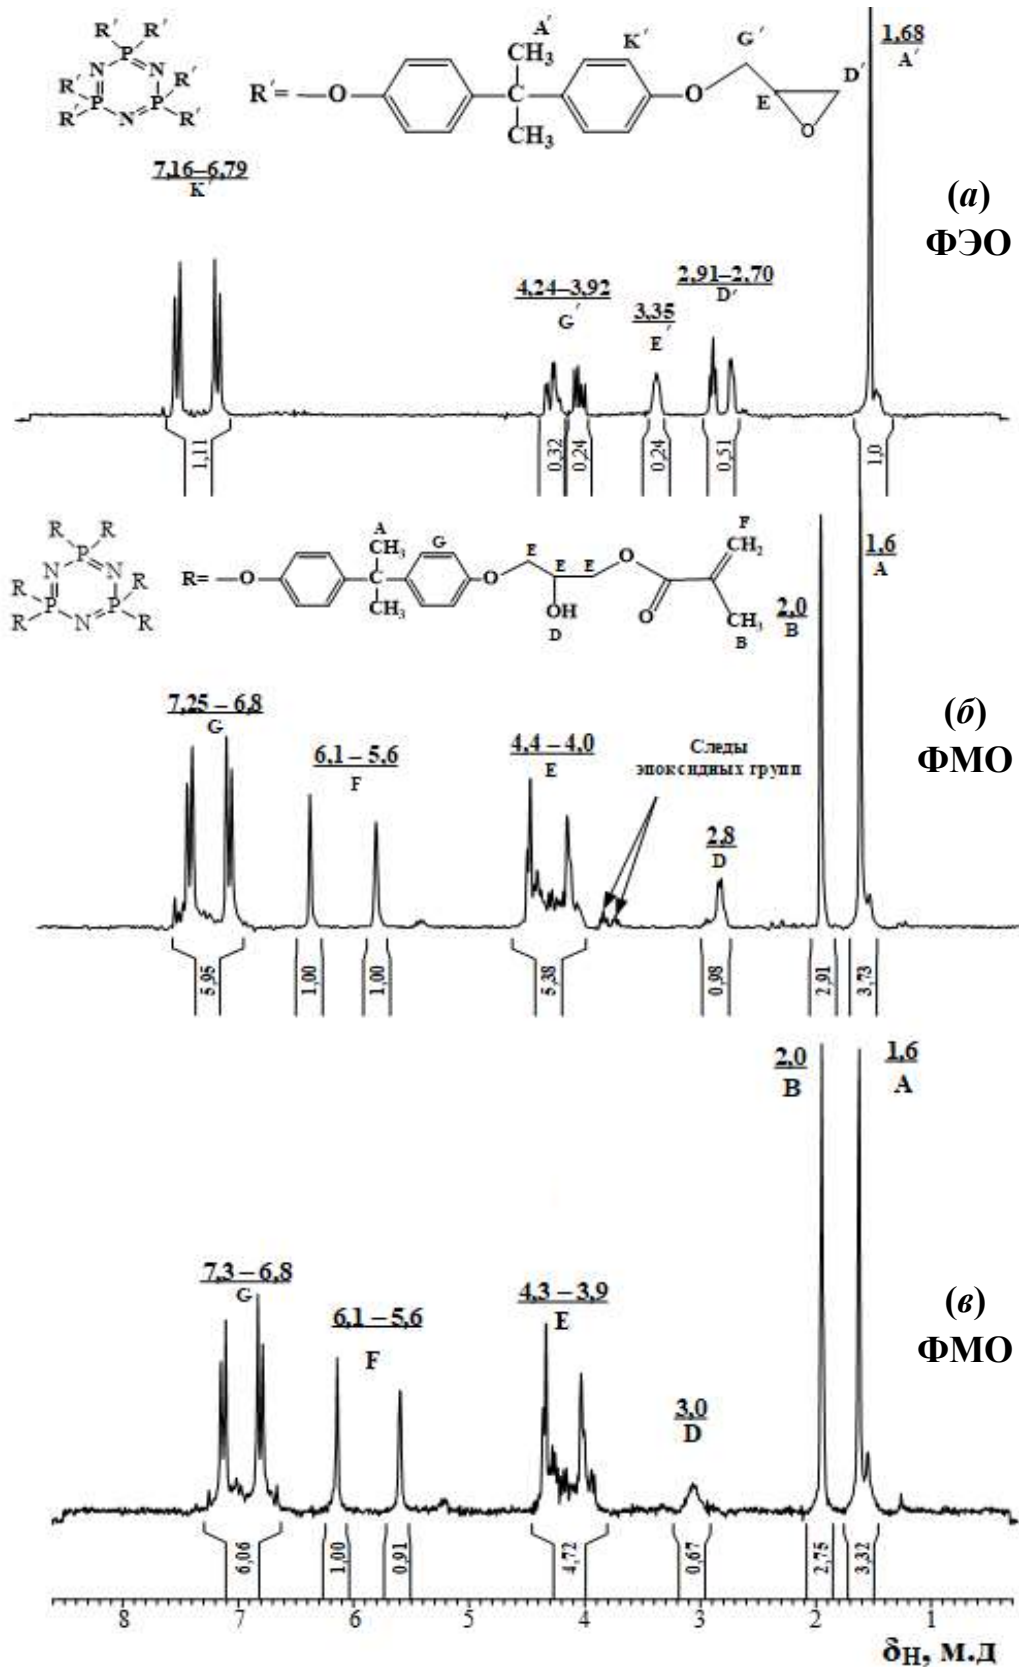 R′ R′
P
N N
R′ R′
P P
R′ N R′
R′= —O
A′
CH₃
C
CH₃
K′
O
G′
E
D′
O
1,68
A′
7,16–6,79
K′
(а)
ФЭО
4,24–3,92
G′
3,35
E′
2,91–2,70
D′
1,11
0,32
0,24
0,24
0,51
1,0
R R
P
N N
R P P R
R N R
R= —O
A
CH₃
C
CH₃
G
O
E
E
E
OH
D
O
O
F
CH₂
CH₃
B
1,6
A
2,0
B
(б)
ФМО
7,25 – 6,8
G
6,1 – 5,6
F
4,4 – 4,0
E
Следы
эпоксидных групп
2,8
D
5,95
1,00
1,00
5,38
0,98
2,91
3,73
2,0
B
1,6
A
(в)
ФМО
7,3 – 6,8
G
6,1 – 5,6
F
4,3 – 3,9
E
3,0
D
6,06
1,00
0,91
4,72
0,67
2,75
3,32
8 7 6 5 4 3 2 1
δH, м.д